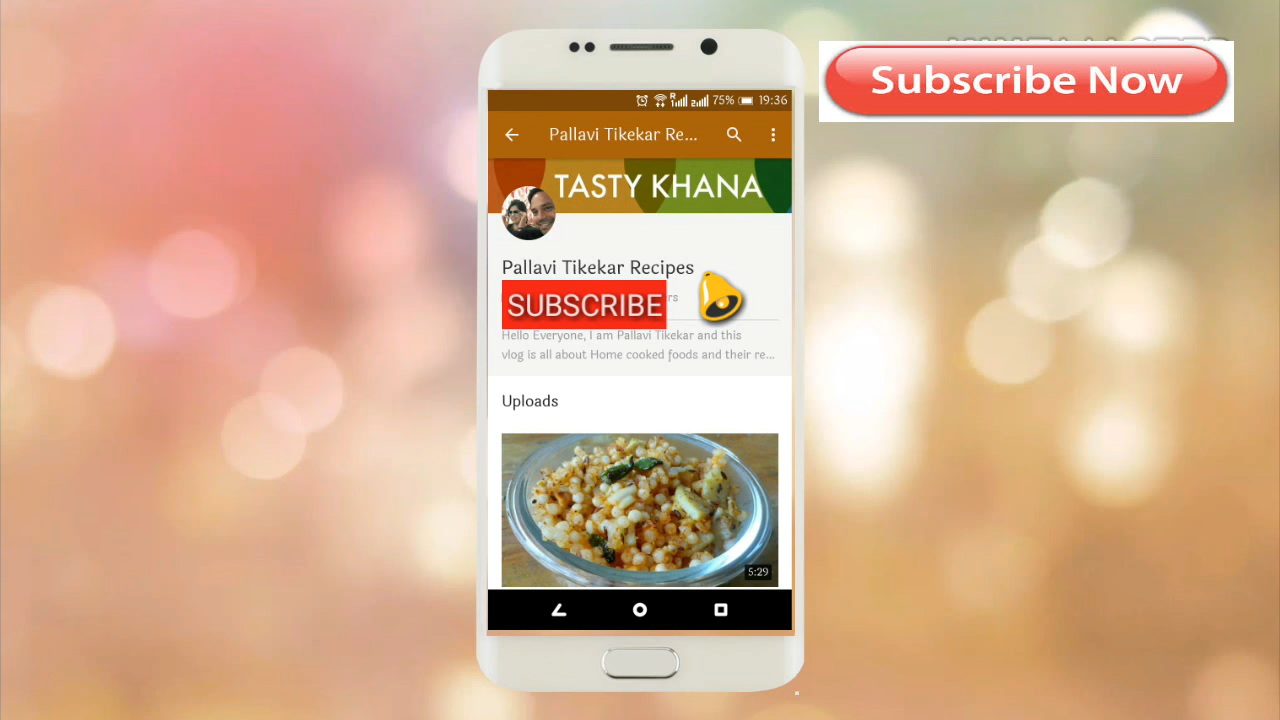 Subscribe Now
R 75% 19:36
Pallavi Tikekar Re...
TASTY KHANA
Pallavi Tikekar Recipes
SUBSCRIBE
Hello Everyone, I am Pallavi Tikekar and this
vlog is all about Home cooked foods and their re...
Uploads
5:29